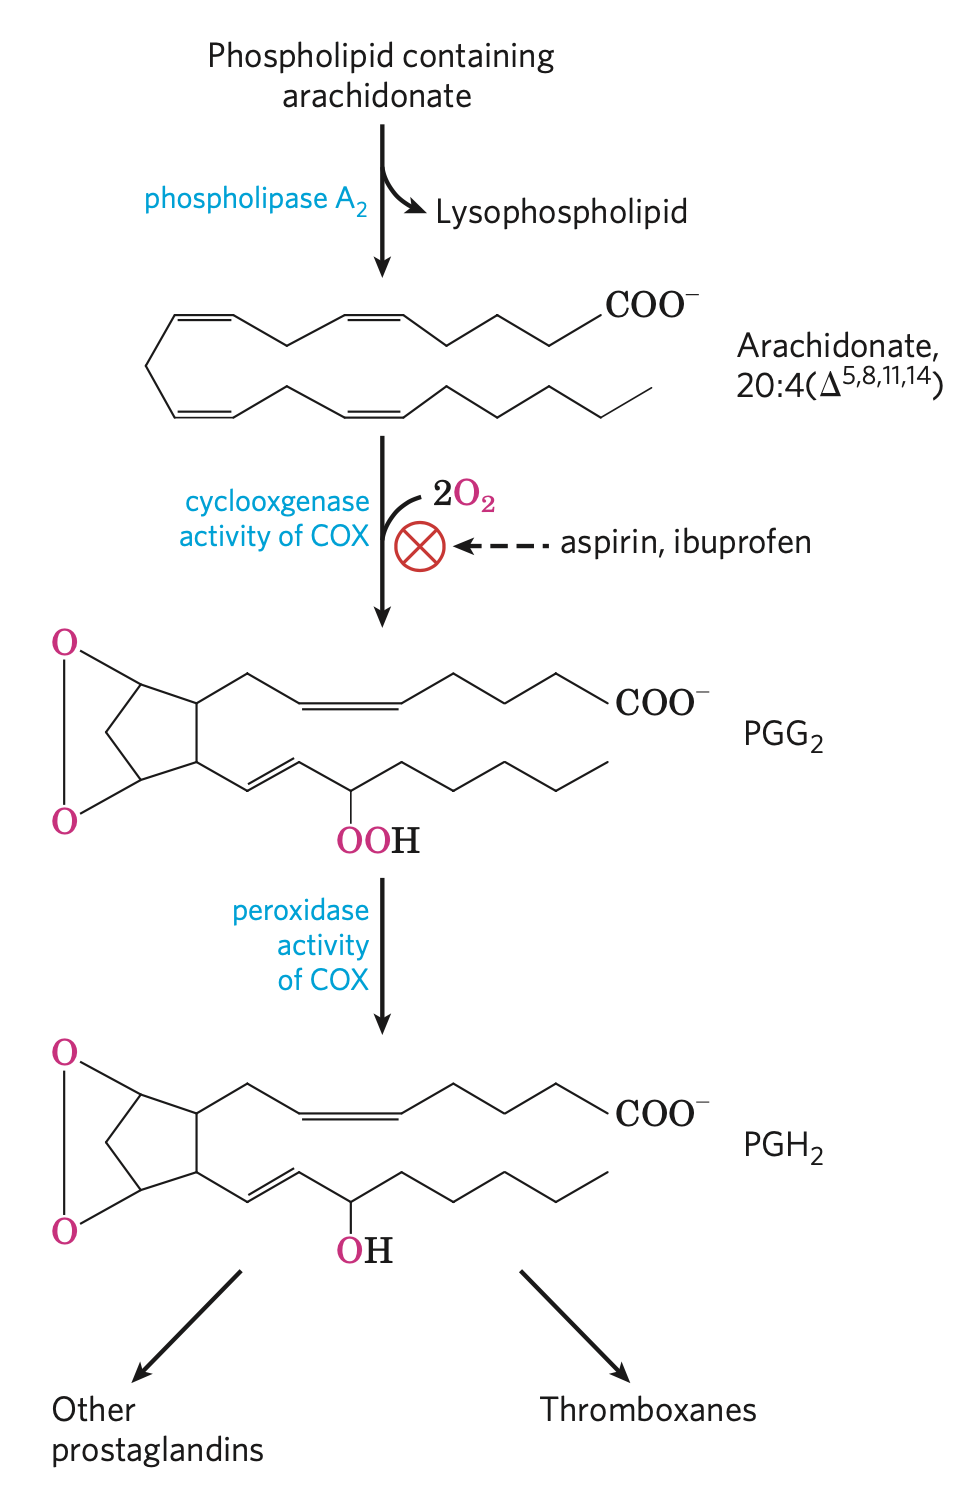 Phospholipid containing
arachidonate
phospholipase A₂
Lysophospholipid
COO⁻
Arachidonate,
20:4(Δ⁵,⁸,¹¹,¹⁴)
cyclooxgenase
activity of COX
2O₂
aspirin, ibuprofen
O
COO⁻
PGG₂
O
OOH
peroxidase
activity
of COX
O
COO⁻
PGH₂
O
OH
Other
prostaglandins
Thromboxanes